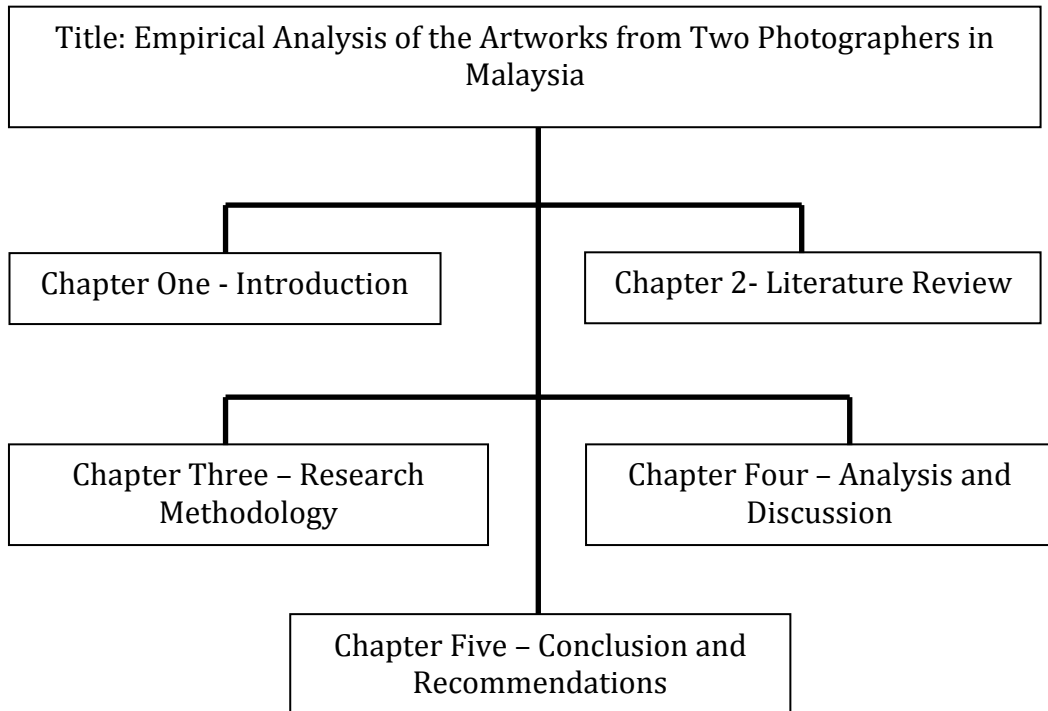 Title: Empirical Analysis of the Artworks from Two Photographers in
Malaysia
Chapter One - Introduction
Chapter 2- Literature Review
Chapter Three – Research
Methodology
Chapter Four – Analysis and
Discussion
Chapter Five – Conclusion and
Recommendations